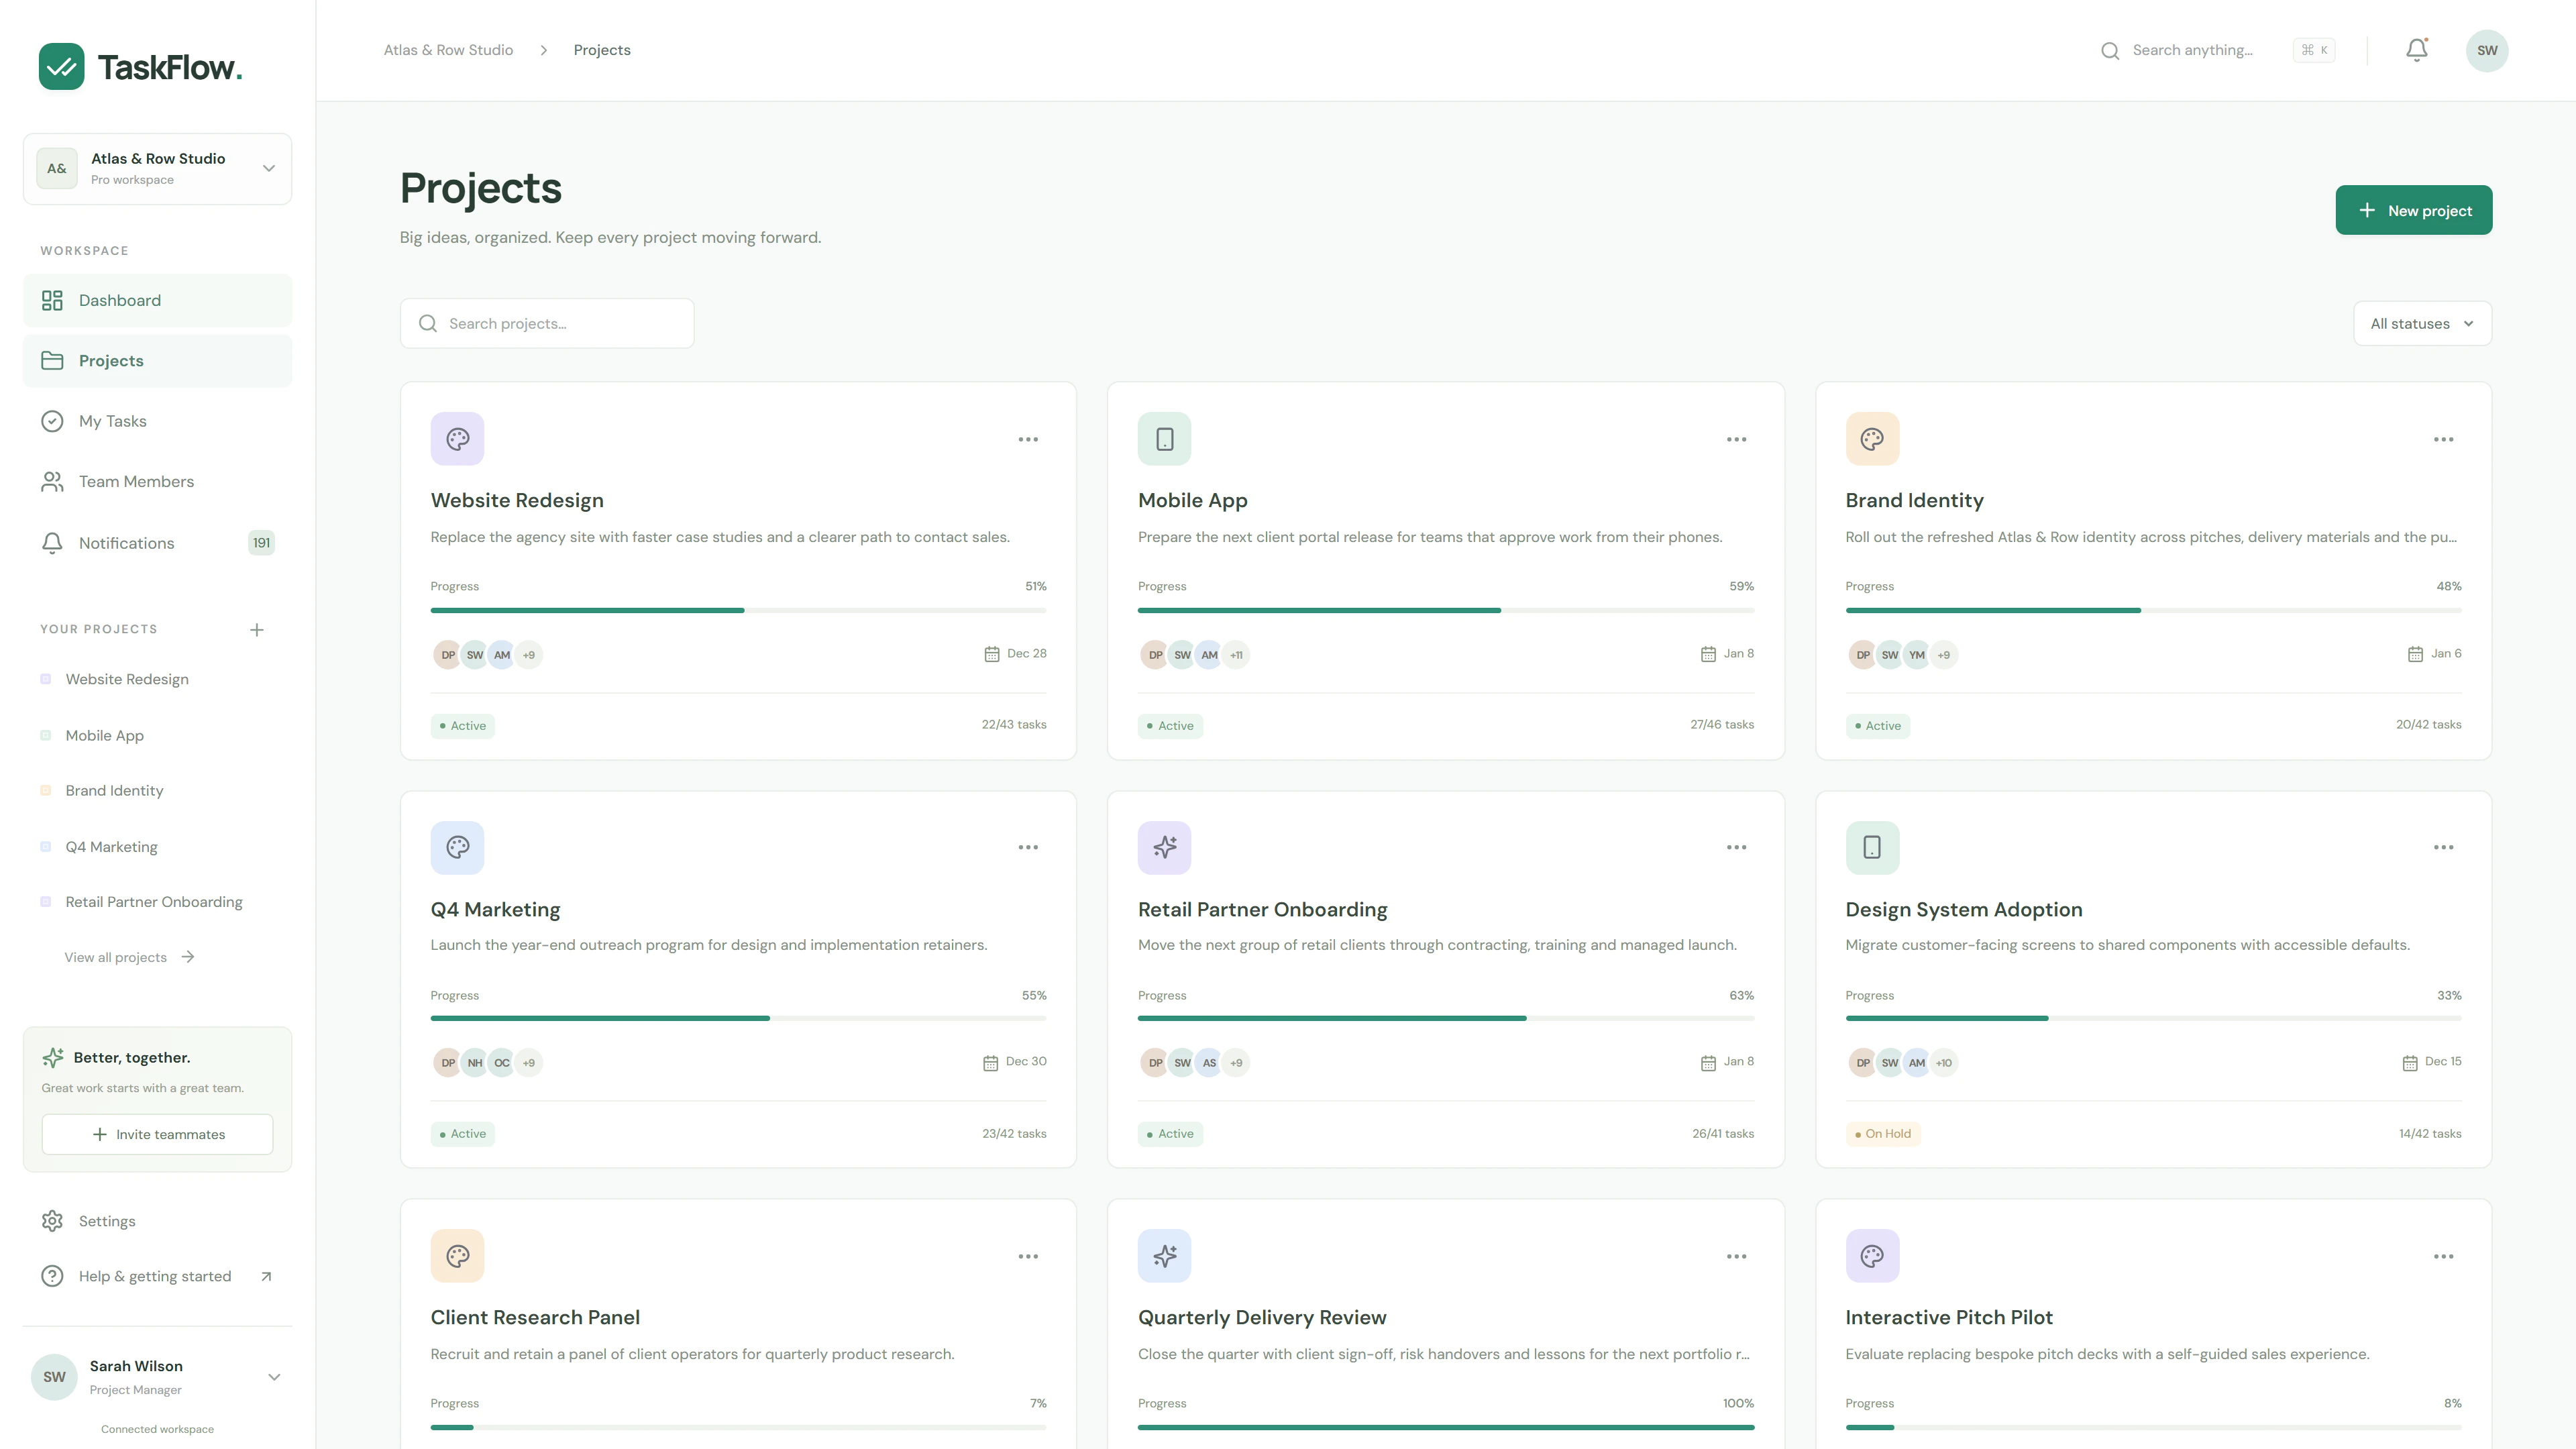 TaskFlow.
A&
Atlas & Row Studio
Pro workspace
WORKSPACE
Dashboard
Projects
My Tasks
Team Members
Notifications 191
YOUR PROJECTS
Website Redesign
Mobile App
Brand Identity
Q4 Marketing
Retail Partner Onboarding
View all projects
Better, together.
Great work starts with a great team.
Invite teammates
Settings
Help & getting started
SW
Sarah Wilson
Project Manager
Connected workspace
Atlas & Row Studio Projects
Search anything... ⌘ K
SW
Projects
Big ideas, organized. Keep every project moving forward.
New project
Search projects...
All statuses
Website Redesign
Replace the agency site with faster case studies and a clearer path to contact sales.
Progress 51%
DP SW AM +9 Dec 28
Active 22/43 tasks
Mobile App
Prepare the next client portal release for teams that approve work from their phones.
Progress 59%
DP SW AM +11 Jan 8
Active 27/46 tasks
Brand Identity
Roll out the refreshed Atlas & Row identity across pitches, delivery materials and the pu...
Progress 48%
DP SW YM +9 Jan 6
Active 20/42 tasks
Q4 Marketing
Launch the year-end outreach program for design and implementation retainers.
Progress 55%
DP NH OC +9 Dec 30
Active 23/42 tasks
Retail Partner Onboarding
Move the next group of retail clients through contracting, training and managed launch.
Progress 63%
DP SW AS +9 Jan 8
Active 26/41 tasks
Design System Adoption
Migrate customer-facing screens to shared components with accessible defaults.
Progress 33%
DP SW AM +10 Dec 15
On Hold 14/42 tasks
Client Research Panel
Recruit and retain a panel of client operators for quarterly product research.
Progress 7%
Quarterly Delivery Review
Close the quarter with client sign-off, risk handovers and lessons for the next portfolio r...
Progress 100%
Interactive Pitch Pilot
Evaluate replacing bespoke pitch decks with a self-guided sales experience.
Progress 8%